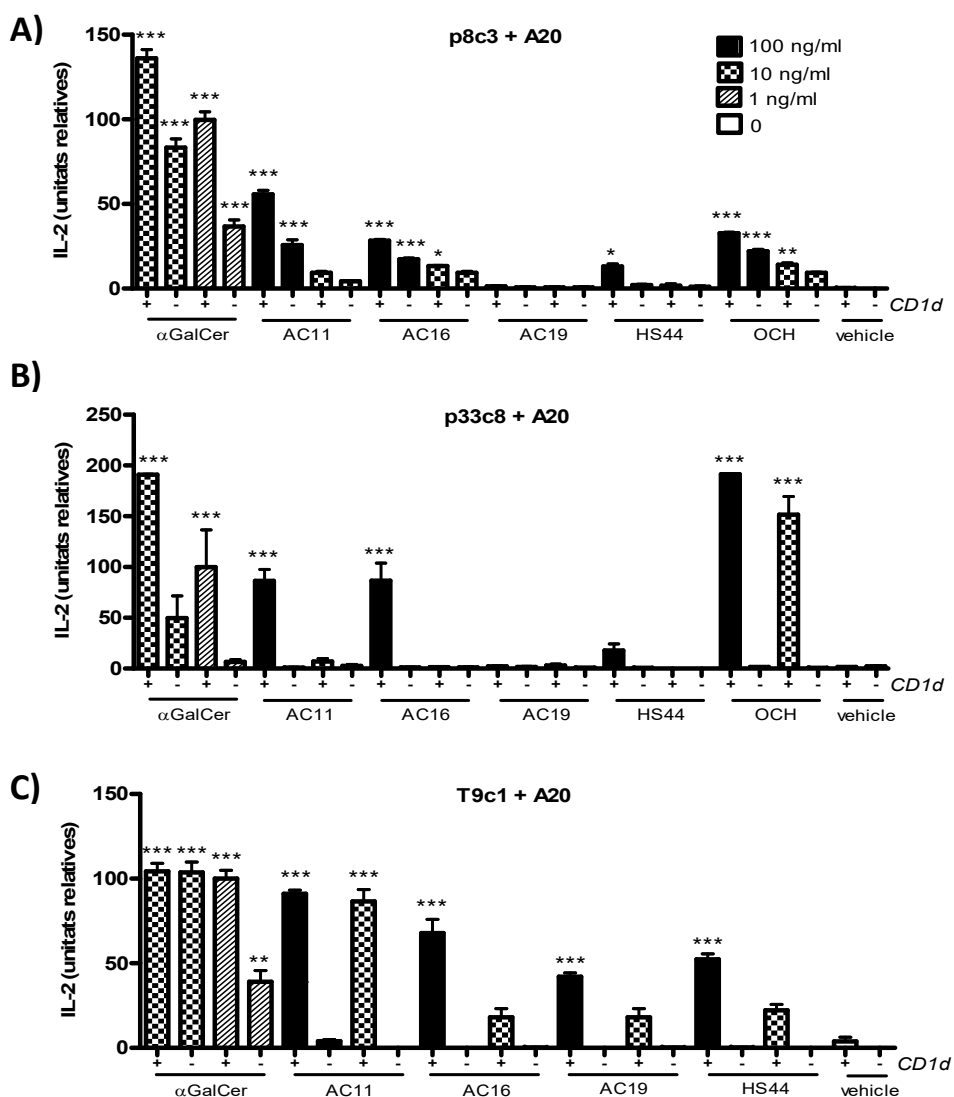 A)
p8c3 + A20
IL-2 (unitats relatives)
150
100
50
0
100 ng/ml
10 ng/ml
1 ng/ml
0
*** *** *** *** *** *** *** *** * * *** *** **
+ - + - + - + - + - + - + - + - + - + - + - + - CD1d
αGalCer AC11 AC16 AC19 HS44 OCH vehicle
B)
p33c8 + A20
IL-2 (unitats relatives)
250
200
150
100
50
0
*** *** *** *** *** ***
+ - + - + - + - + - + - + - + - + - + - + - + - + - CD1d
αGalCer AC11 AC16 AC19 HS44 OCH vehicle
C)
T9c1 + A20
IL-2 (unitats relatives)
150
100
50
0
*** *** *** ** *** *** *** *** ***
+ - + - + - + - + - + - + - + - + - + - + - CD1d
αGalCer AC11 AC16 AC19 HS44 vehicle